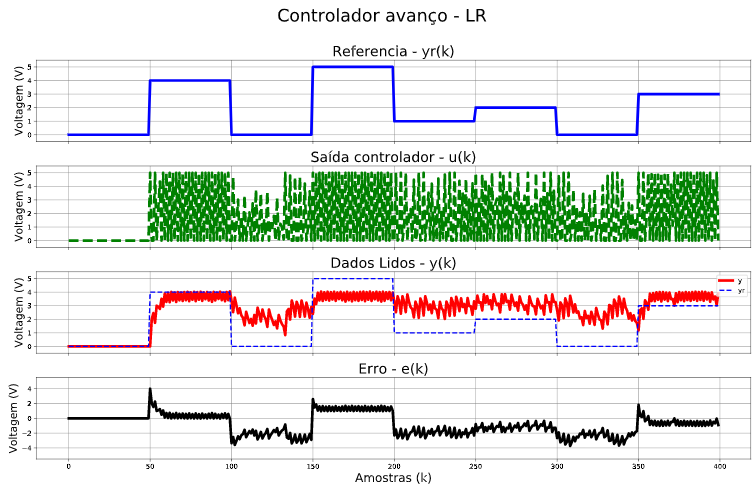 Controlador avanço - LR
Referencia - yr(k)
Voltagem (V)
5
4
3
2
1
0
Saída controlador - u(k)
Voltagem (V)
5
4
3
2
1
0
Dados Lidos - y(k)
Voltagem (V)
5
4
3
2
1
0
y
yr
Erro - e(k)
Voltagem (V)
4
2
0
−2
−4
0 50 100 150 200 250 300 350 400
Amostras (k)